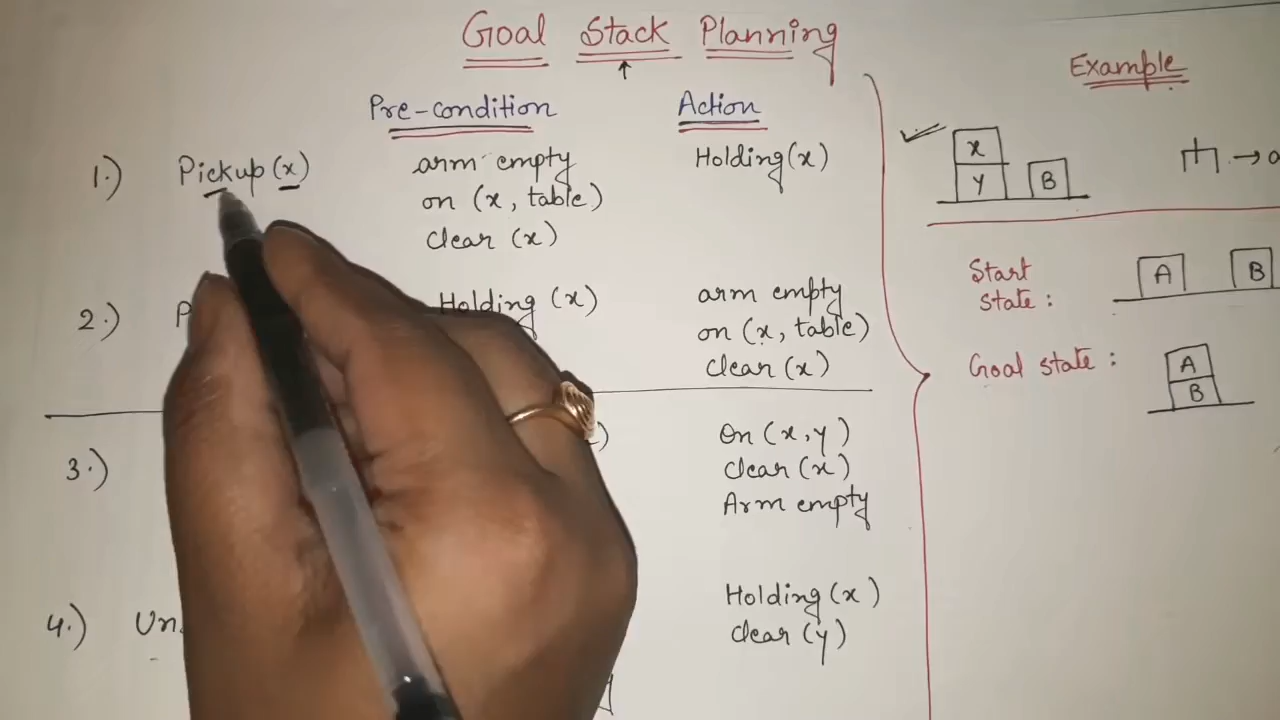 Goal Stack Planning
Pre-condition Action
1.) Pickup (x) arm empty Holding (x)
on (x, table)
clear (x)
2.) P Holding (x) arm empty
on (x, table)
clear (x)
3.) ) On (x, y)
clear (x)
Arm empty
4.) Un. Holding (x)
clear (y)
Example
x
y B → a
Start
state : A B
Goal state : A
B